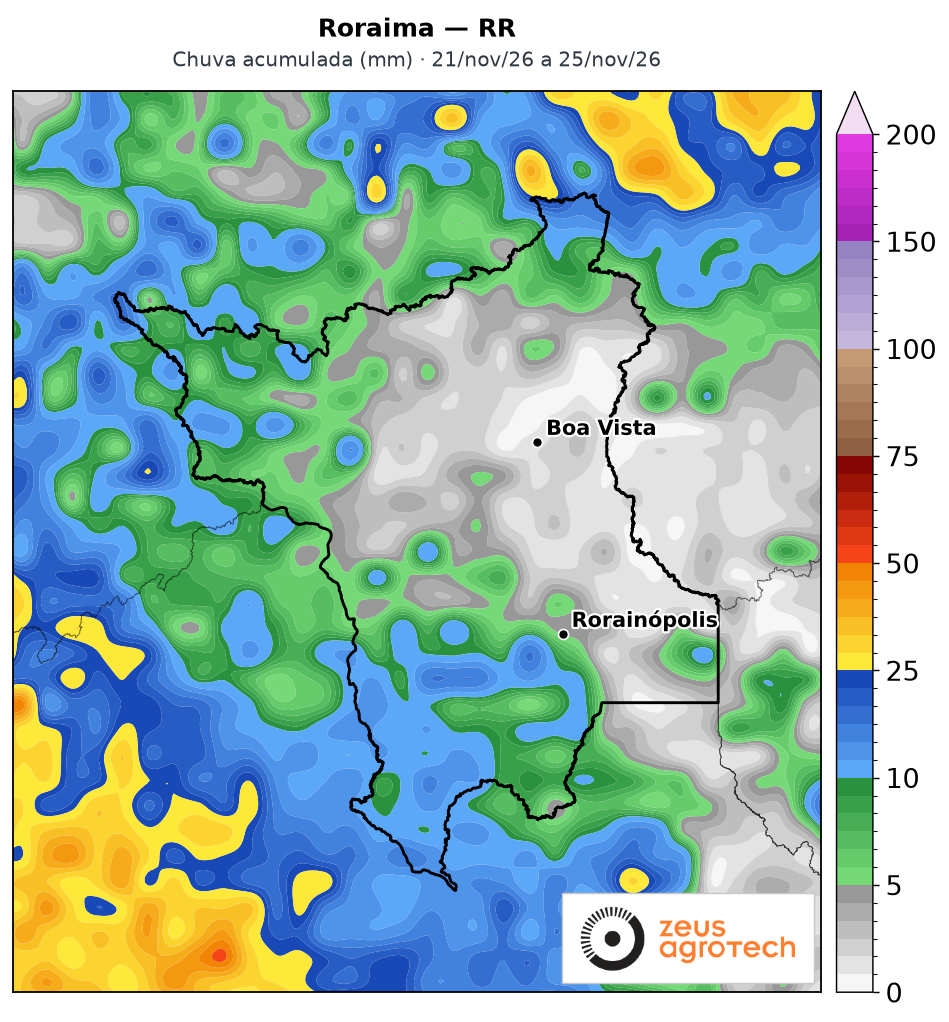 Roraima — RR
Chuva acumulada (mm) · 21/nov/26 a 25/nov/26
200
150
100
75
50
25
10
5
0
Boa Vista
Rorainópolis
zeus
agrotech